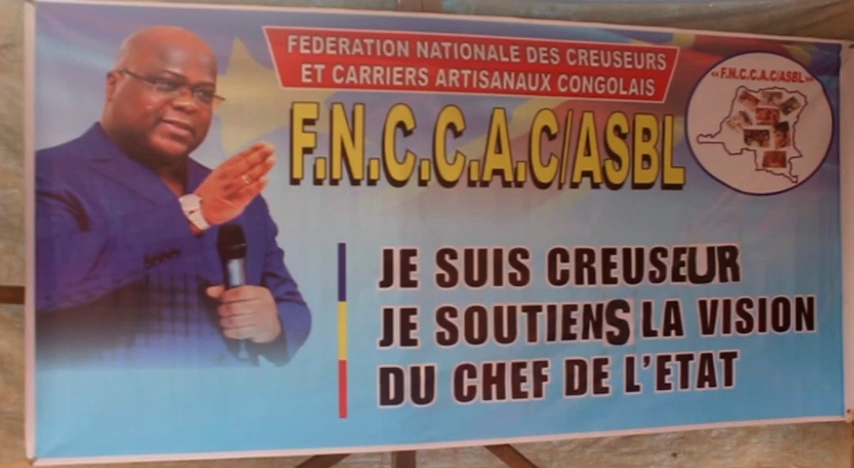 FEDERATION NATIONALE DES CREUSEURS
ET CARRIERS ARTISANAUX CONGOLAIS
F.N.C.C.A.C/ASBL
« F.N.C.C.A.C/ASBL »
JE SUIS CREUSEUR
JE SOUTIENS LA VISION
DU CHEF DE L'ETAT